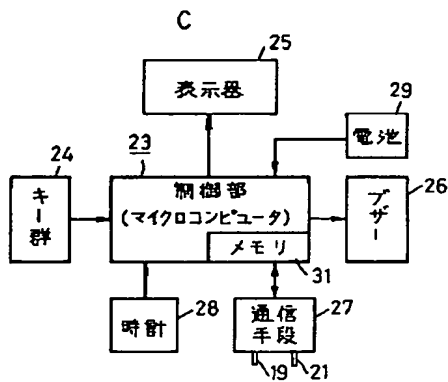 C
25
表示器
29
電池
24
キー群
23
制御部
(マイクロコンピュータ)
メモリ
31
26
ブザー
時計
28
通信
手段
27
19
21